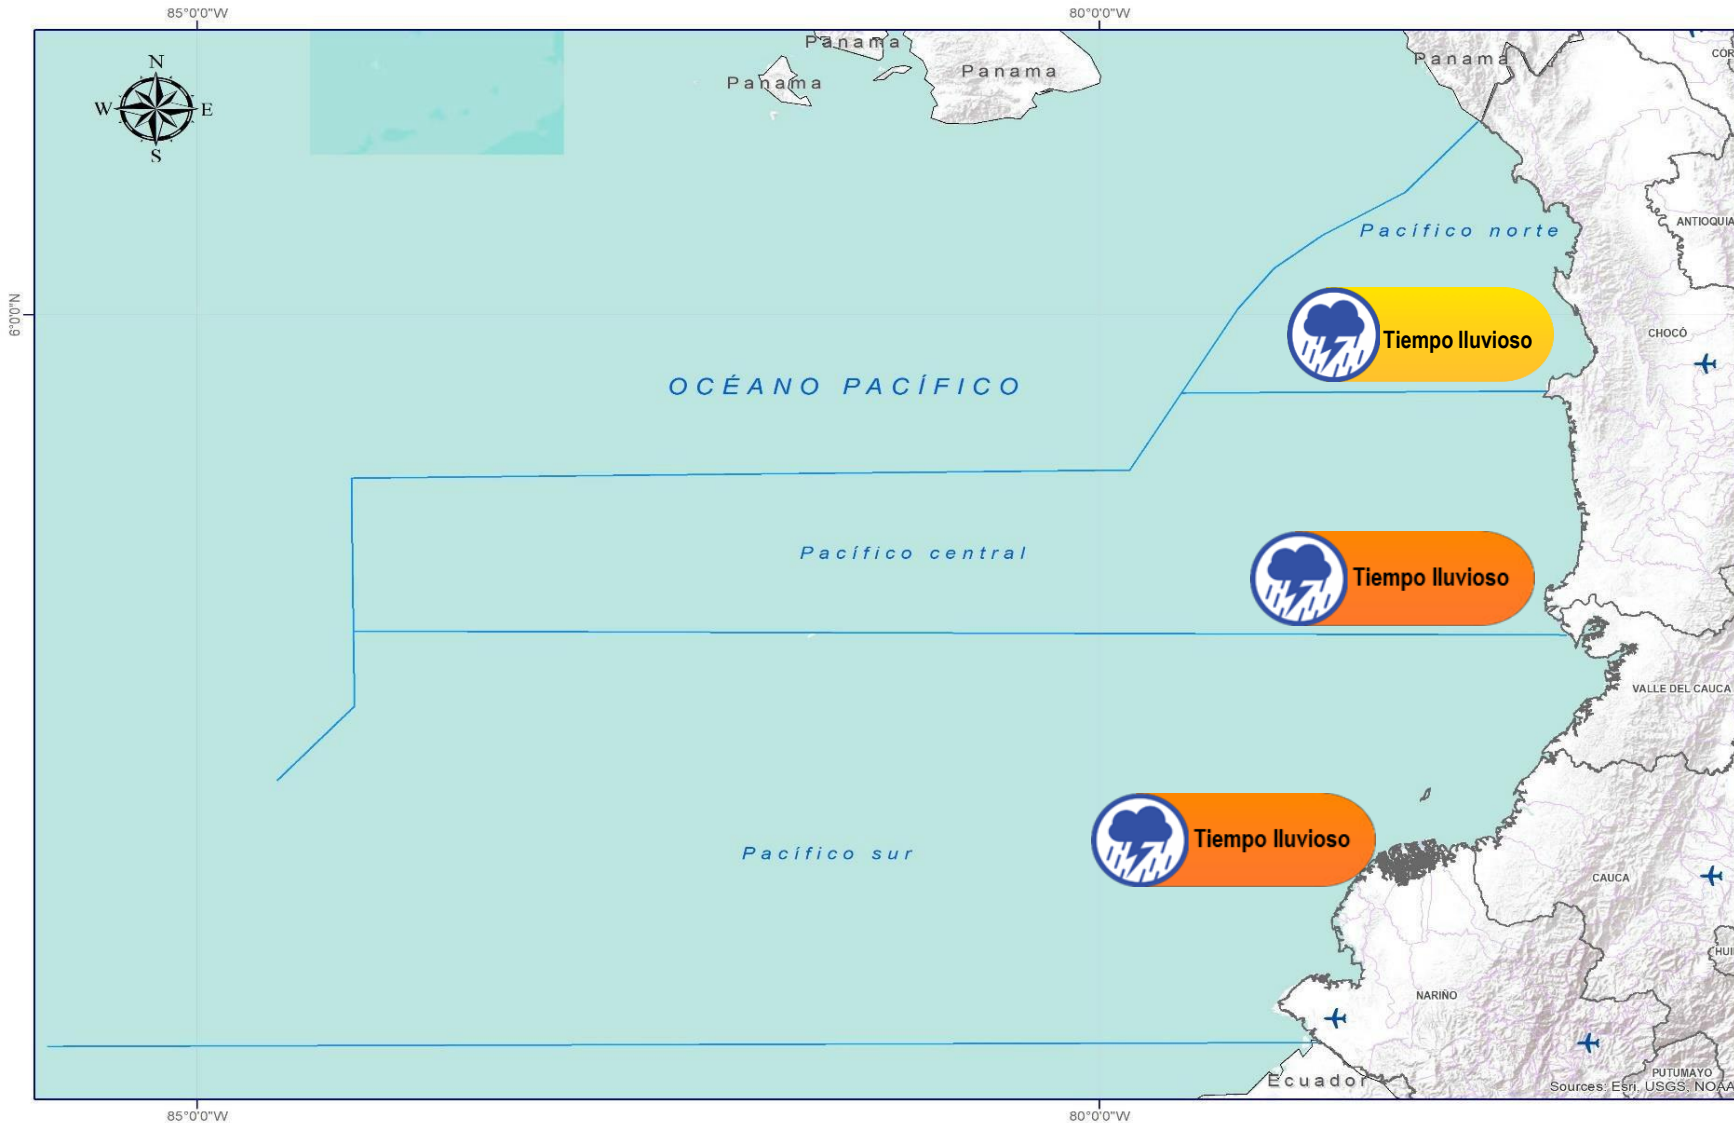 85°0'0"W
80°0'0"W
Panama
Panama
Panama
Panama
COR
N
W
E
S
ANTIOQUIA
Pacífico norte
6°0'0"N
CHOCÓ
Tiempo lluvioso
OCÉANO PACÍFICO
Pacífico central
Tiempo lluvioso
VALLE DEL CAUCA
Tiempo lluvioso
Pacífico sur
CAUCA
HUI
NARIÑO
PUTUMAYO
Ecuador
Sources: Esri, USGS, NOAA
85°0'0"W
80°0'0"W